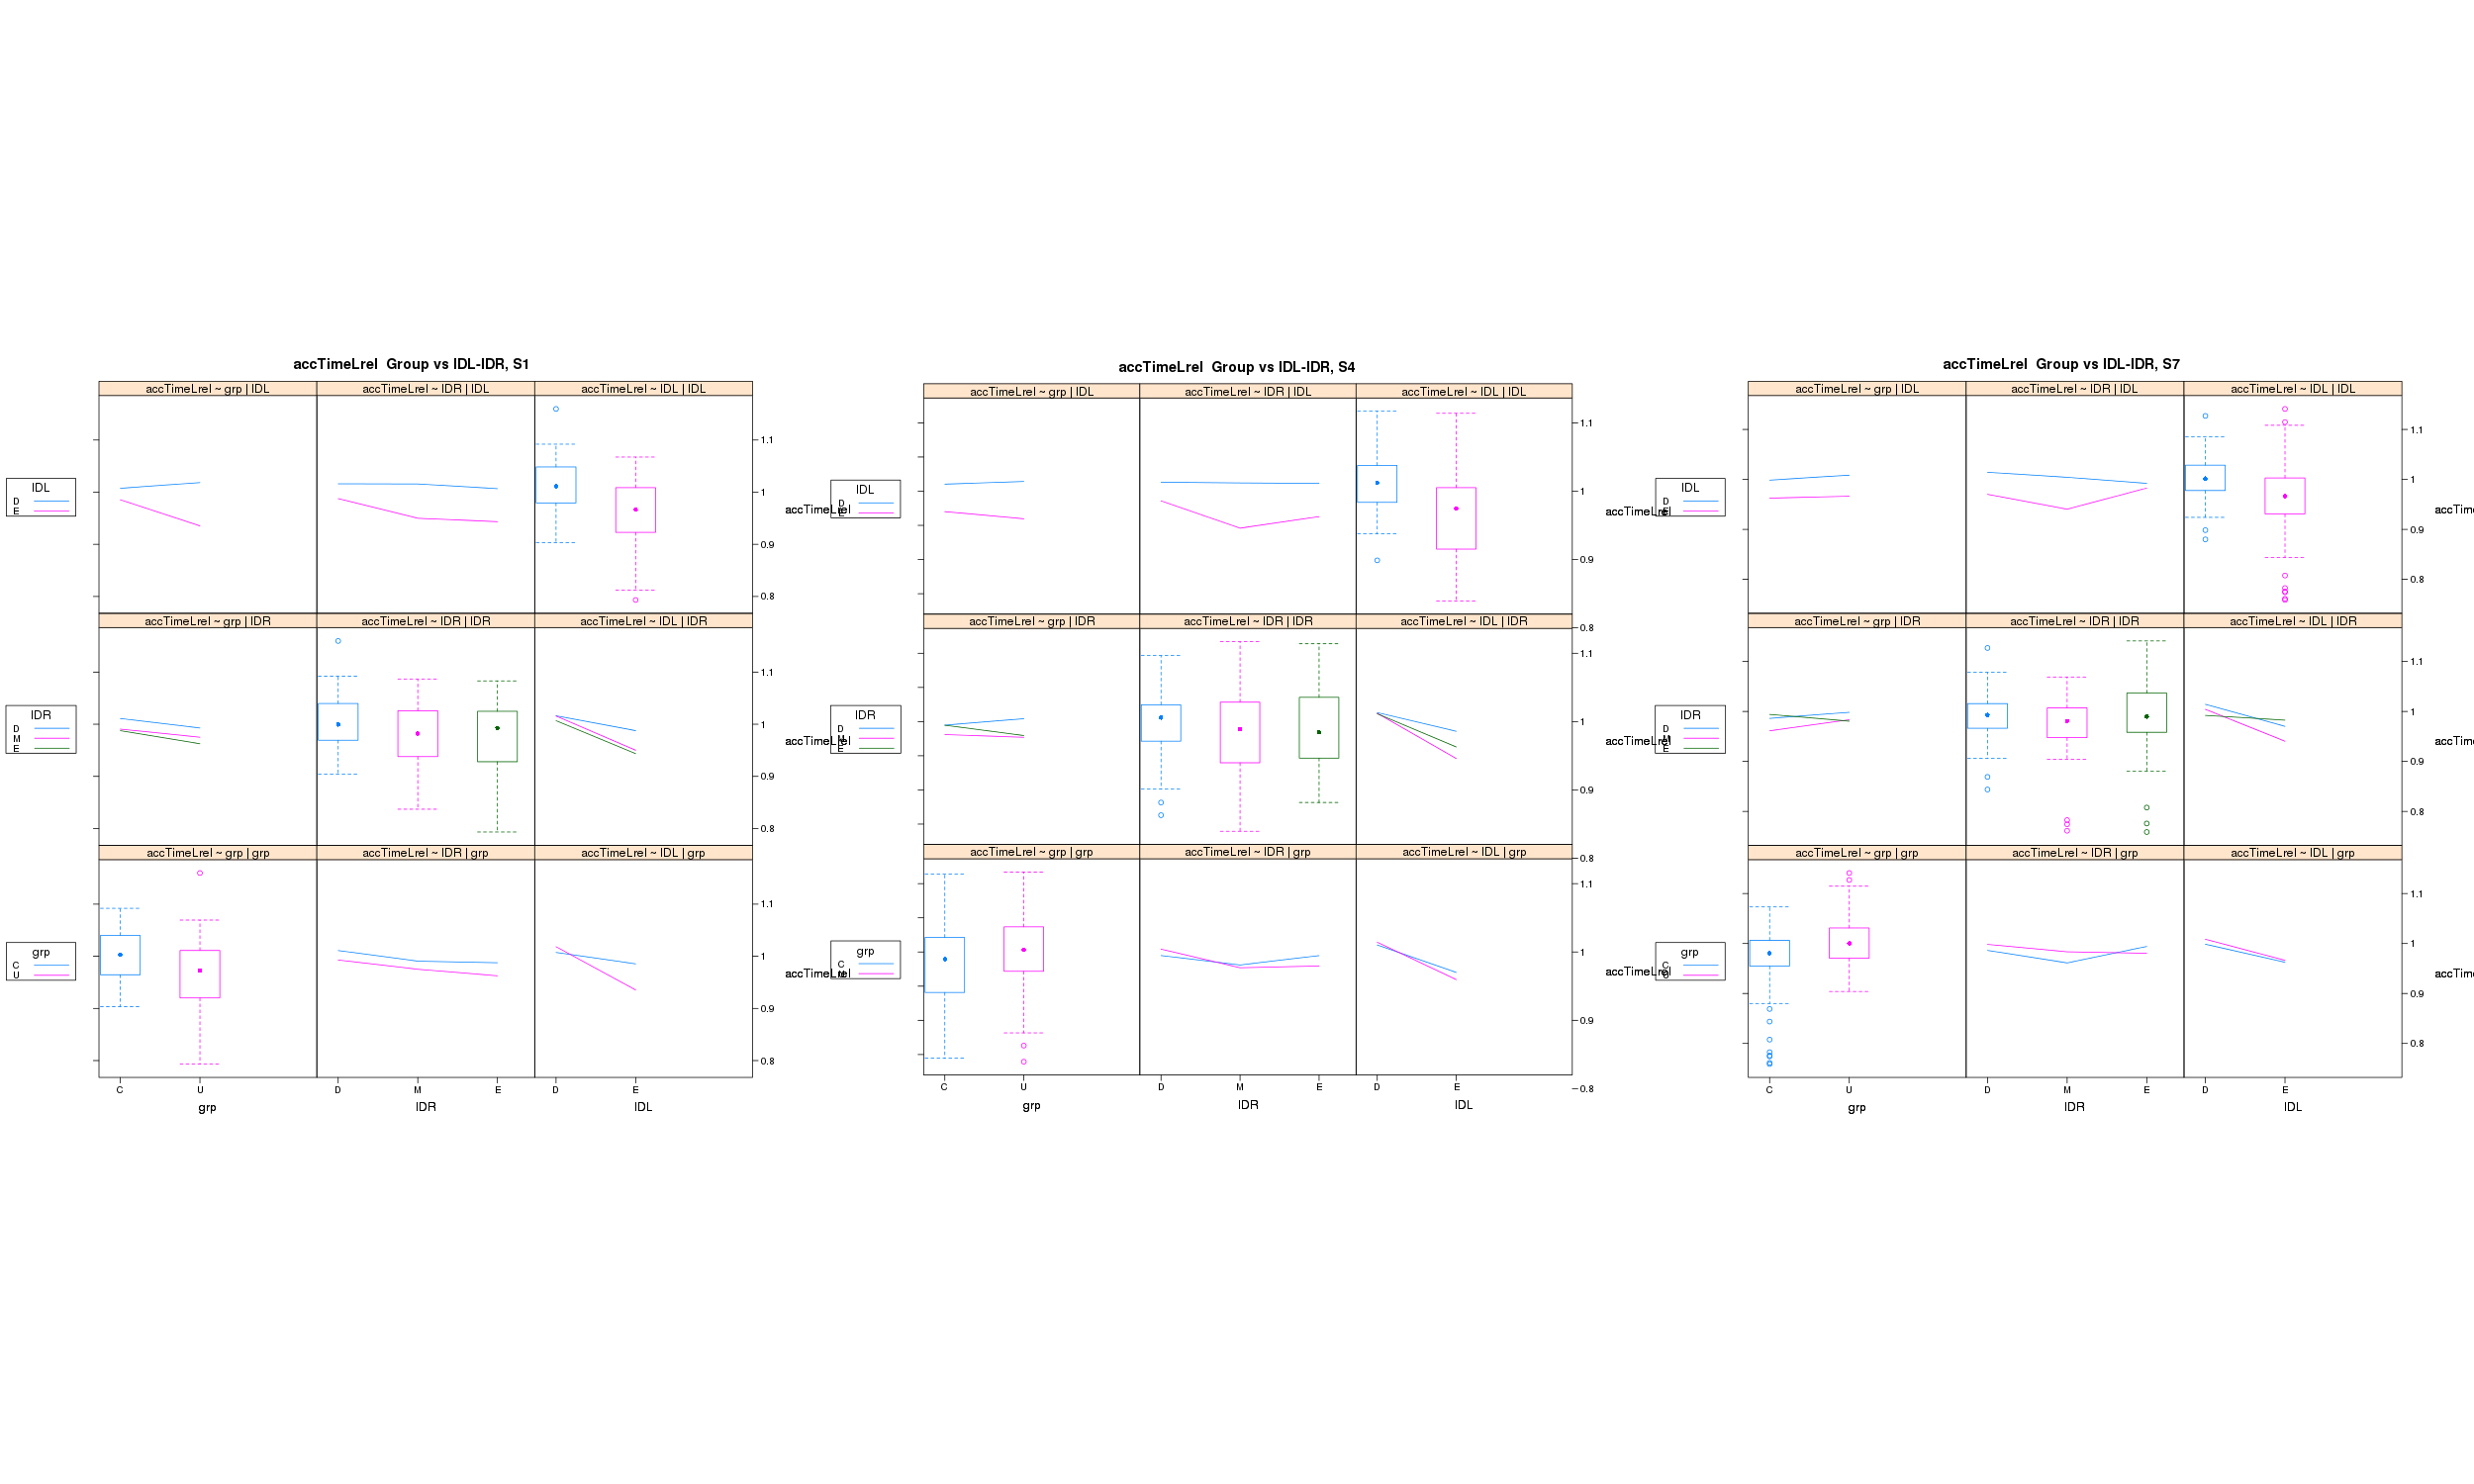 accTimeLrel Group vs IDL-IDR, S1
accTimeLrel ~ grp | IDL
accTimeLrel ~ IDR | IDL
accTimeLrel ~ IDL | IDL
IDL
D
E
1.1
1
0.9
0.8
accTimeLrel
accTimeLrel ~ grp | IDR
accTimeLrel ~ IDR | IDR
accTimeLrel ~ IDL | IDR
IDR
D
M
E
1.1
1
0.9
0.8
accTimeLrel
accTimeLrel ~ grp | grp
accTimeLrel ~ IDR | grp
accTimeLrel ~ IDL | grp
grp
C
U
1.1
1
0.9
0.8
accTimeLrel
C U
D M E
D E
grp
IDR
IDL
accTimeLrel Group vs IDL-IDR, S4
accTimeLrel ~ grp | IDL
accTimeLrel ~ IDR | IDL
accTimeLrel ~ IDL | IDL
IDL
D
E
1.1
1
0.9
0.8
accTimeLrel
accTimeLrel ~ grp | IDR
accTimeLrel ~ IDR | IDR
accTimeLrel ~ IDL | IDR
IDR
D
M
E
1.1
1
0.9
0.8
accTimeLrel
accTimeLrel ~ grp | grp
accTimeLrel ~ IDR | grp
accTimeLrel ~ IDL | grp
grp
C
U
1.1
1
0.9
0.8
accTimeLrel
C U
D M E
D E
grp
IDR
IDL
accTimeLrel Group vs IDL-IDR, S7
accTimeLrel ~ grp | IDL
accTimeLrel ~ IDR | IDL
accTimeLrel ~ IDL | IDL
IDL
D
E
1.1
1
0.9
0.8
accTim
accTimeLrel ~ grp | IDR
accTimeLrel ~ IDR | IDR
accTimeLrel ~ IDL | IDR
IDR
D
M
E
1.1
1
0.9
0.8
accTim
accTimeLrel ~ grp | grp
accTimeLrel ~ IDR | grp
accTimeLrel ~ IDL | grp
grp
C
U
1.1
1
0.9
0.8
accTim
C U
D M E
D E
grp
IDR
IDL